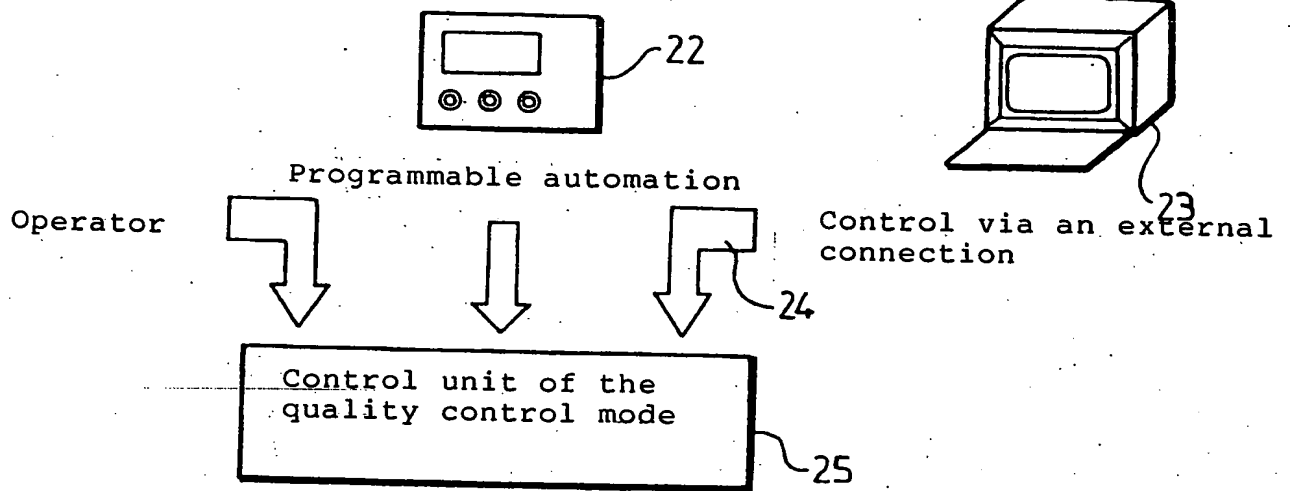 22
Programmable automation
23
Operator
Control via an external
connection
24
Control unit of the
quality control mode
25